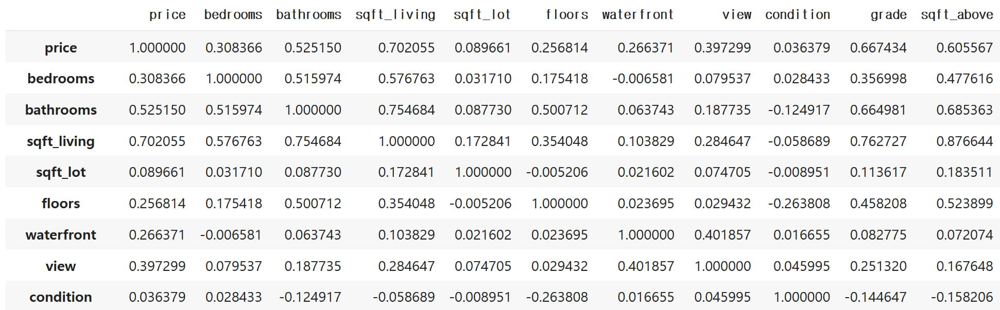 price bedrooms bathrooms sqft_living sqft_lot floors waterfront view condition grade sqft_above
price 1.000000 0.308366 0.525150 0.702055 0.089661 0.256814 0.266371 0.397299 0.036379 0.667434 0.605567
bedrooms 0.308366 1.000000 0.515974 0.576763 0.031710 0.175418 -0.006581 0.079537 0.028433 0.356998 0.477616
bathrooms 0.525150 0.515974 1.000000 0.754684 0.087730 0.500712 0.063743 0.187735 -0.124917 0.664981 0.685363
sqft_living 0.702055 0.576763 0.754684 1.000000 0.172841 0.354048 0.103829 0.284647 -0.058689 0.762727 0.876644
sqft_lot 0.089661 0.031710 0.087730 0.172841 1.000000 -0.005206 0.021602 0.074705 -0.008951 0.113617 0.183511
floors 0.256814 0.175418 0.500712 0.354048 -0.005206 1.000000 0.023695 0.029432 -0.263808 0.458208 0.523899
waterfront 0.266371 -0.006581 0.063743 0.103829 0.021602 0.023695 1.000000 0.401857 0.016655 0.082775 0.072074
view 0.397299 0.079537 0.187735 0.284647 0.074705 0.029432 0.401857 1.000000 0.045995 0.251320 0.167648
condition 0.036379 0.028433 -0.124917 -0.058689 -0.008951 -0.263808 0.016655 0.045995 1.000000 -0.144647 -0.158206